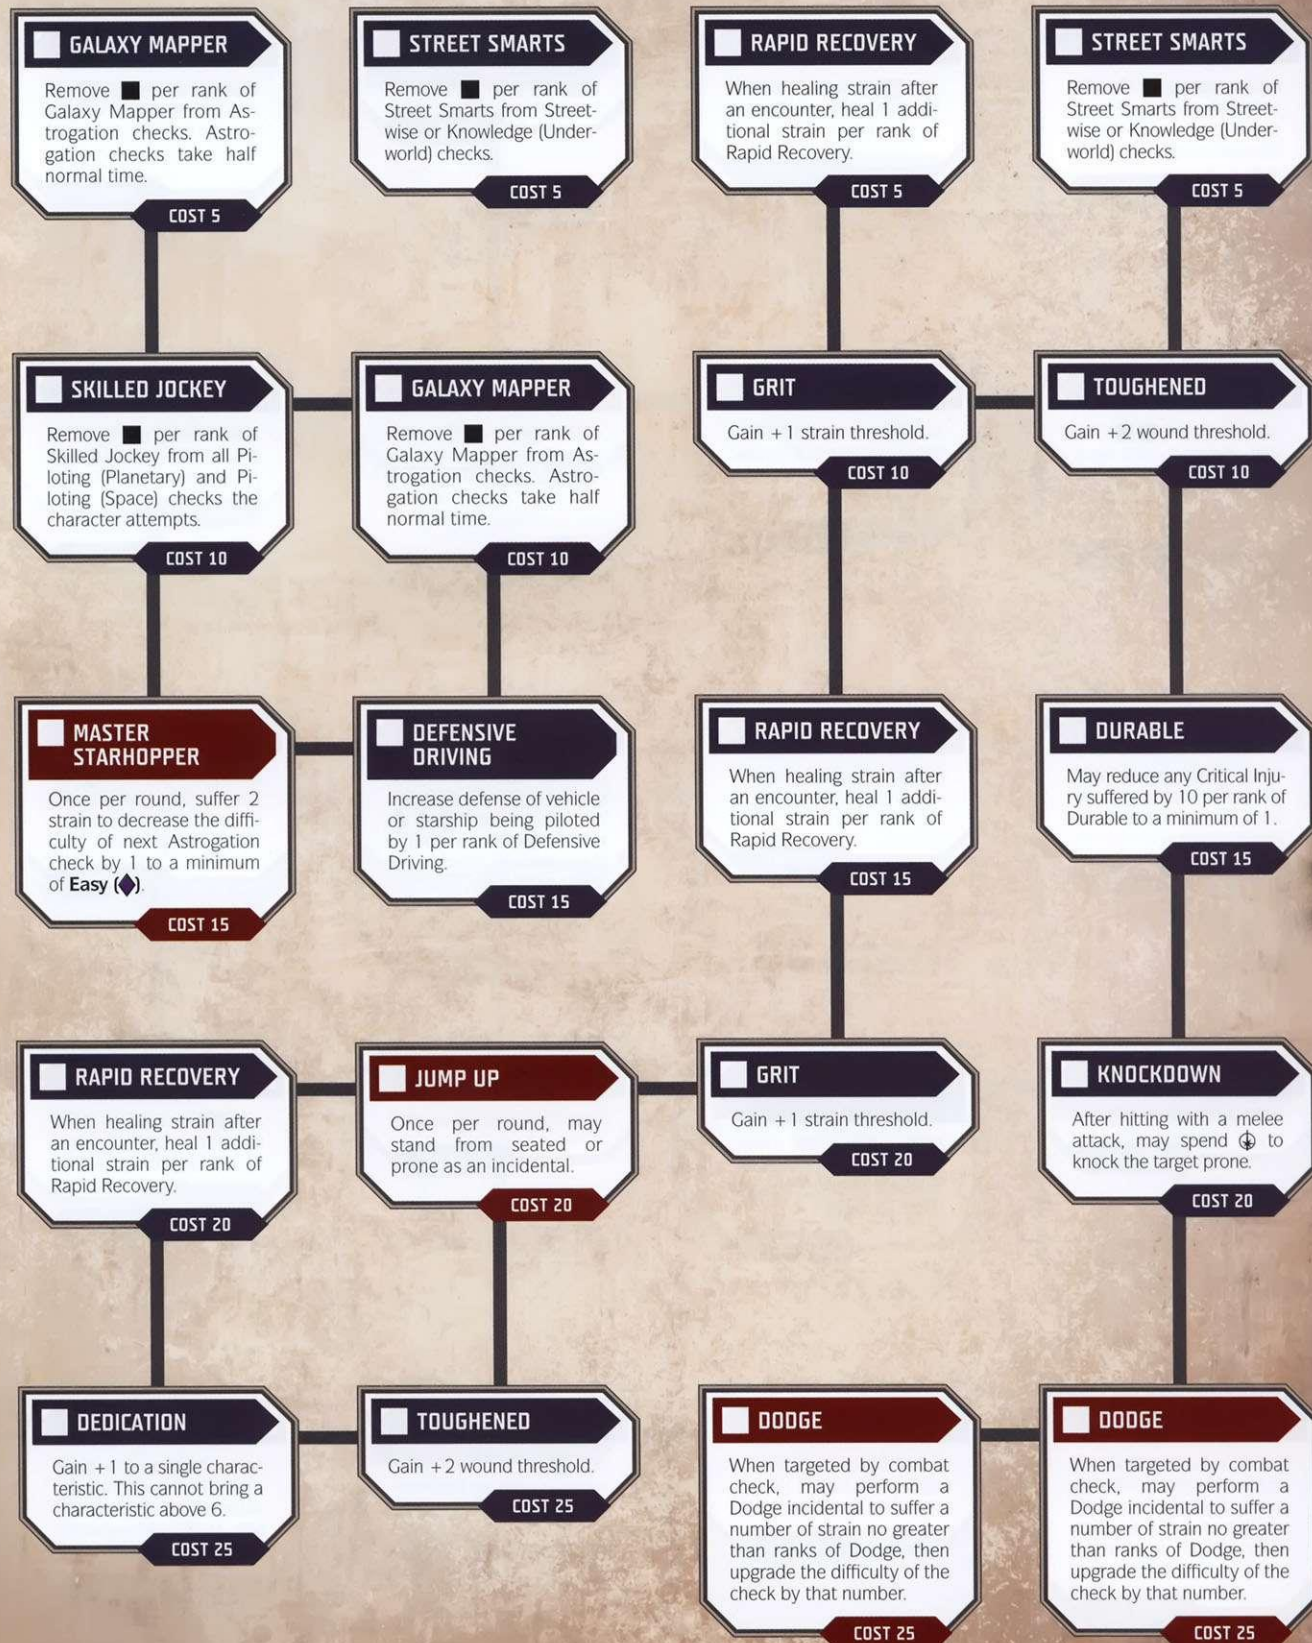 GALAXY MAPPER
Remove ■ per rank of
Galaxy Mapper from As-
trogation checks. Astro-
gation checks take half
normal time.
COST 5
STREET SMARTS
Remove ■ per rank of
Street Smarts from Street-
wise or Knowledge (Under-
world) checks.
COST 5
RAPID RECOVERY
When healing strain after
an encounter, heal 1 addi-
tional strain per rank of
Rapid Recovery.
COST 5
STREET SMARTS
Remove ■ per rank of
Street Smarts from Street-
wise or Knowledge (Under-
world) checks.
COST 5
SKILLED JOCKEY
Remove ■ per rank of
Skilled Jockey from all Pi-
loting (Planetary) and Pi-
loting (Space) checks the
character attempts.
COST 10
GALAXY MAPPER
Remove ■ per rank of
Galaxy Mapper from As-
trogation checks. Astro-
gation checks take half
normal time.
COST 10
GRIT
Gain +1 strain threshold.
COST 10
TOUGHENED
Gain +2 wound threshold.
COST 10
MASTER
STARHOPPER
Once per round, suffer 2
strain to decrease the diffi-
culty of next Astrogation
check by 1 to a minimum
of Easy (◆).
COST 15
DEFENSIVE
DRIVING
Increase defense of vehicle
or starship being piloted
by 1 per rank of Defensive
Driving.
COST 15
RAPID RECOVERY
When healing strain after
an encounter, heal 1 addi-
tional strain per rank of
Rapid Recovery.
COST 15
DURABLE
May reduce any Critical Inju-
ry suffered by 10 per rank of
Durable to a minimum of 1.
COST 15
RAPID RECOVERY
When healing strain after
an encounter, heal 1 addi-
tional strain per rank of
Rapid Recovery.
COST 20
JUMP UP
Once per round, may
stand from seated or
prone as an incidental.
COST 20
GRIT
Gain +1 strain threshold.
COST 20
KNOCKDOWN
After hitting with a melee
attack, may spend to
knock the target prone.
COST 20
DEDICATION
Gain +1 to a single charac-
teristic. This cannot bring a
characteristic above 6.
COST 25
TOUGHENED
Gain +2 wound threshold.
COST 25
DODGE
When targeted by combat
check, may perform a
Dodge incidental to suffer a
number of strain no greater
than ranks of Dodge, then
upgrade the difficulty of the
check by that number.
COST 25
DODGE
When targeted by combat
check, may perform a
Dodge incidental to suffer a
number of strain no greater
than ranks of Dodge, then
upgrade the difficulty of the
check by that number.
COST 25